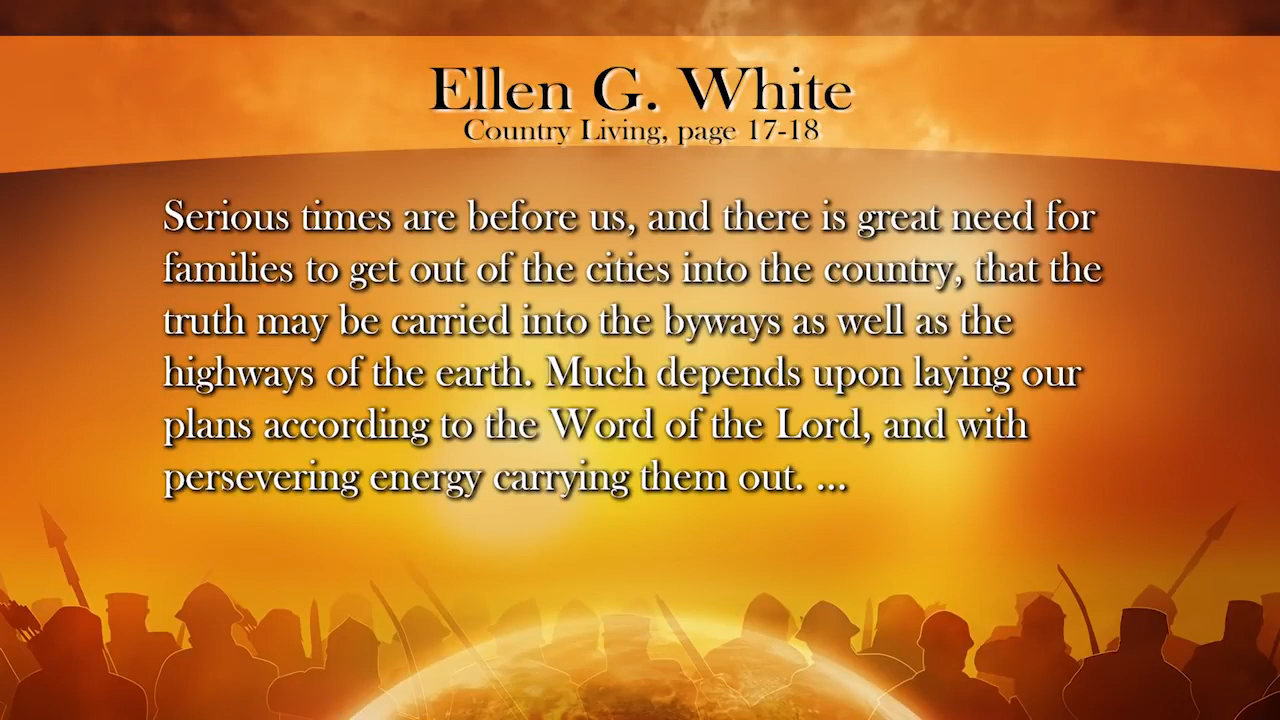 Ellen G. White
Country Living, page 17-18
Serious times are before us, and there is great need for
families to get out of the cities into the country, that the
truth may be carried into the byways as well as the
highways of the earth. Much depends upon laying our
plans according to the Word of the Lord, and with
persevering energy carrying them out. ...